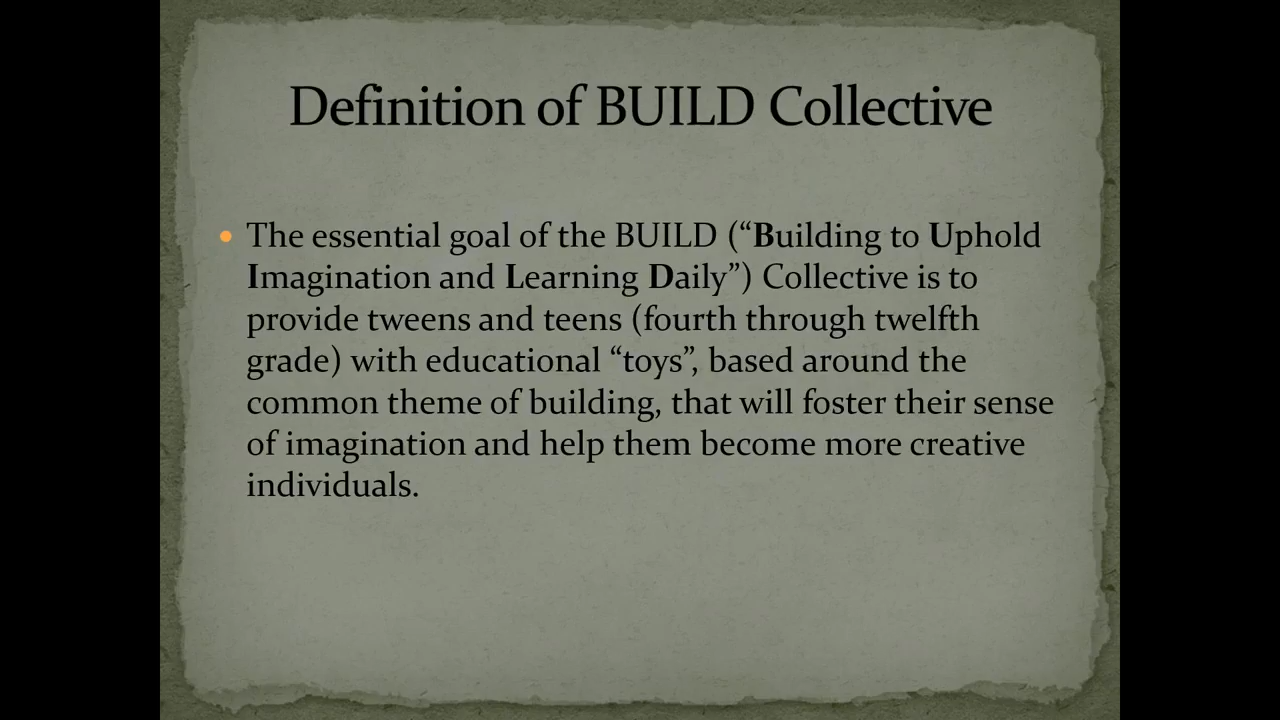 Definition of BUILD Collective
The essential goal of the BUILD (“Building to Uphold
Imagination and Learning Daily”) Collective is to
provide tweens and teens (fourth through twelfth
grade) with educational “toys”, based around the
common theme of building, that will foster their sense
of imagination and help them become more creative
individuals.